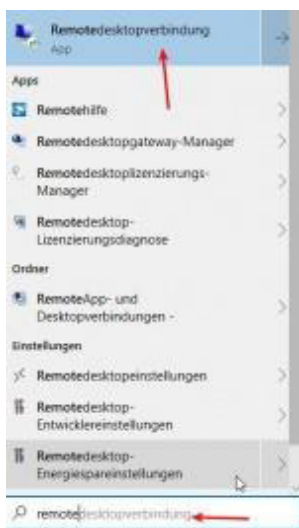 Remotedesktopverbindung
App
Apps
Remotehilfe
Remotedesktopgateway-Manager
Remotedesktoplizenzierungs-
Manager
Remotedesktop-
Lizenzierungsdiagnose
Ordner
RemoteApp- und
Desktopverbindungen -
Einstellungen
Remotedesktopeinstellungen
Remotedesktop-
Entwicklereinstellungen
Remotedesktop-
Energiespareinstellungen
remotedesktopverbindung